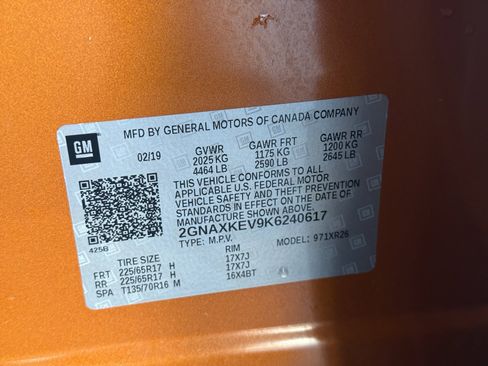 MFD BY GENERAL MOTORS OF CANADA COMPANY
GM
02/19 GVWR GAWR FRT GAWR RR
2025 KG 1175 KG 1200 KG
4464 LB 2590 LB 2645 LB
THIS VEHICLE CONFORMS TO ALL
APPLICABLE U.S. FEDERAL MOTOR
VEHICLE SAFETY AND THEFT PREVENTION
STANDARDS IN EFFECT ON THE DATE OF
MANUFACTURE SHOWN ABOVE.
2GNAXKEV9K6240617
TYPE: M.P.V. MODEL: 971XR26
425B
TIRE SIZE RIM
FRT 225/65R17 H 17X7J
RR 225/65R17 H 17X7J
SPA T135/70R16 M 16X4BT